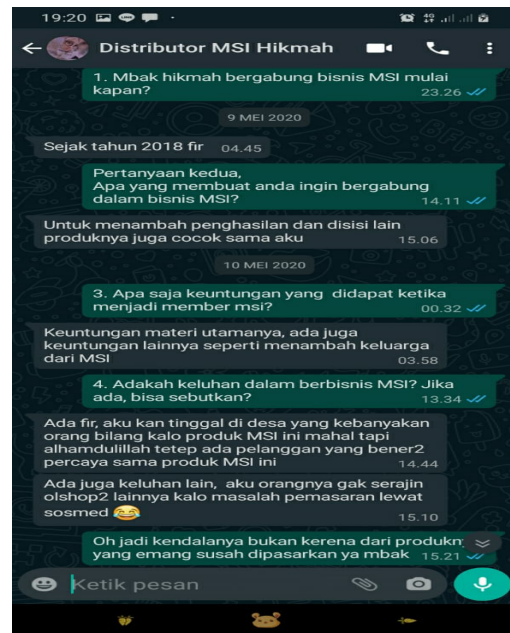 19:20
Distributor MSI Hikmah
1. Mbak hikmah bergabung bisnis MSI mulai
kapan?
23.26
9 MEI 2020
Sejak tahun 2018 fir 04.45
Pertanyaan kedua,
Apa yang membuat anda ingin bergabung
dalam bisnis MSI?
14.11
Untuk menambah penghasilan dan disisi lain
produknya juga cocok sama aku
15.06
10 MEI 2020
3. Apa saja keuntungan yang didapat ketika
menjadi member msi?
00.32
Keuntungan materi utamanya, ada juga
keuntungan lainnya seperti menambah keluarga
dari MSI
03.58
4. Adakah keluhan dalam berbisnis MSI? Jika
ada, bisa sebutkan?
13.34
Ada fir, aku kan tinggal di desa yang kebanyakan
orang bilang kalo produk MSI ini mahal tapi
alhamdulillah tetep ada pelanggan yang bener2
percaya sama produk MSI ini
14.44
Ada juga keluhan lain, aku orangnya gak serajin
olshop2 lainnya kalo masalah pemasaran lewat
sosmed 😂
15.10
Oh jadi kendalanya bukan kerena dari produkn
yang emang susah dipasarkan ya mbak 15.21
Ketik pesan